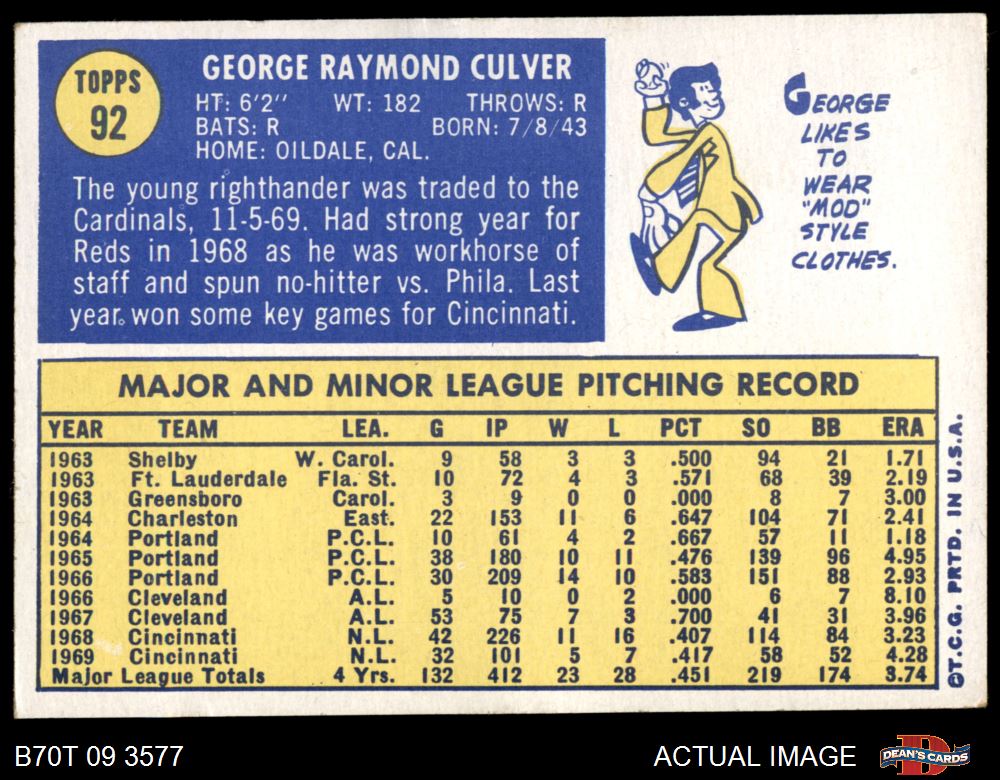 TOPPS
92
GEORGE RAYMOND CULVER
HT: 6'2'' WT: 182 THROWS: R
BATS: R BORN: 7/8/43
HOME: OILDALE, CAL.
The young righthander was traded to the
Cardinals, 11-5-69. Had strong year for
Reds in 1968 as he was workhorse of
staff and spun no-hitter vs. Phila. Last
year won some key games for Cincinnati.
GEORGE
LIKES
TO
WEAR
"MOD"
STYLE
CLOTHES.
MAJOR AND MINOR LEAGUE PITCHING RECORD
YEAR TEAM LEA. G IP W L PCT SO BB ERA
1963 Shelby W. Carol. 9 58 3 3 .500 94 21 1.71
1963 Ft. Lauderdale Fla. St. 10 72 4 3 .571 68 39 2.19
1963 Greensboro Carol. 3 9 0 0 .000 8 7 3.00
1964 Charleston East. 22 153 11 6 .647 104 71 2.41
1964 Portland P.C.L. 10 61 4 2 .667 57 11 1.18
1965 Portland P.C.L. 38 180 10 11 .476 139 96 4.95
1966 Portland P.C.L. 30 209 14 10 .583 151 88 2.93
1966 Cleveland A.L. 5 10 0 2 .000 6 7 8.10
1967 Cleveland A.L. 53 75 7 3 .700 41 31 3.96
1968 Cincinnati N.L. 42 226 11 16 .407 114 84 3.23
1969 Cincinnati N.L. 32 101 5 7 .417 58 52 4.28
Major League Totals 4 Yrs. 132 412 23 28 .451 219 174 3.74
©T.C.G. PRTD. IN U.S.A.
B70T 09 3577
ACTUAL IMAGE
DEAN'S CARDS